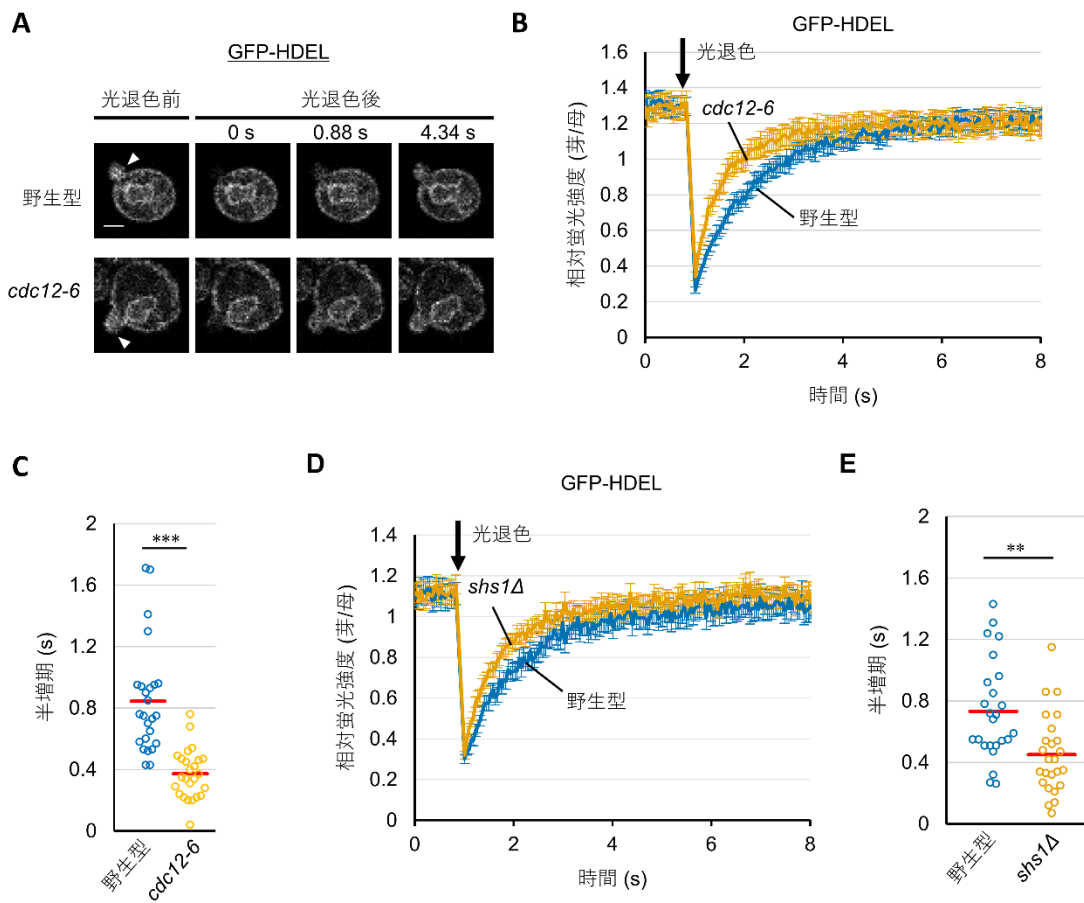 A
GFP-HDEL
光退色前 光退色後
0 s 0.88 s 4.34 s
野生型
cdc12-6
B
GFP-HDEL
光退色
1.6
1.4
1.2
1
0.8
0.6
0.4
0.2
0
相対蛍光強度 (芽/母)
cdc12-6
野生型
0 2 4 6 8
時間 (s)
C
2
1.6
1.2
0.8
0.4
0
半増期 (s)
***
野生型 cdc12-6
D
GFP-HDEL
光退色
1.4
1.2
1
0.8
0.6
0.4
0.2
0
相対蛍光強度 (芽/母)
shs1Δ
野生型
0 2 4 6 8
時間 (s)
E
2
1.6
1.2
0.8
0.4
0
半増期 (s)
**
野生型 shs1Δ